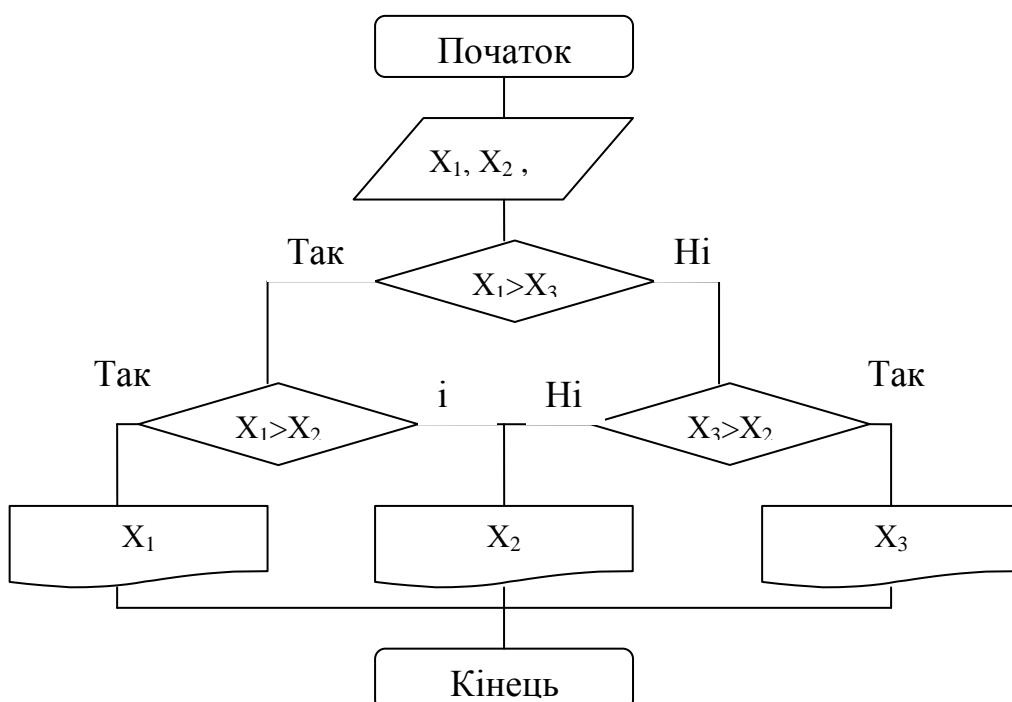 Початок
X₁, X₂ ,
Так Ні
X₁>X₃
Так і Ні Так
X₁>X₂ X₃>X₂
X₁ X₂ X₃
Кінець